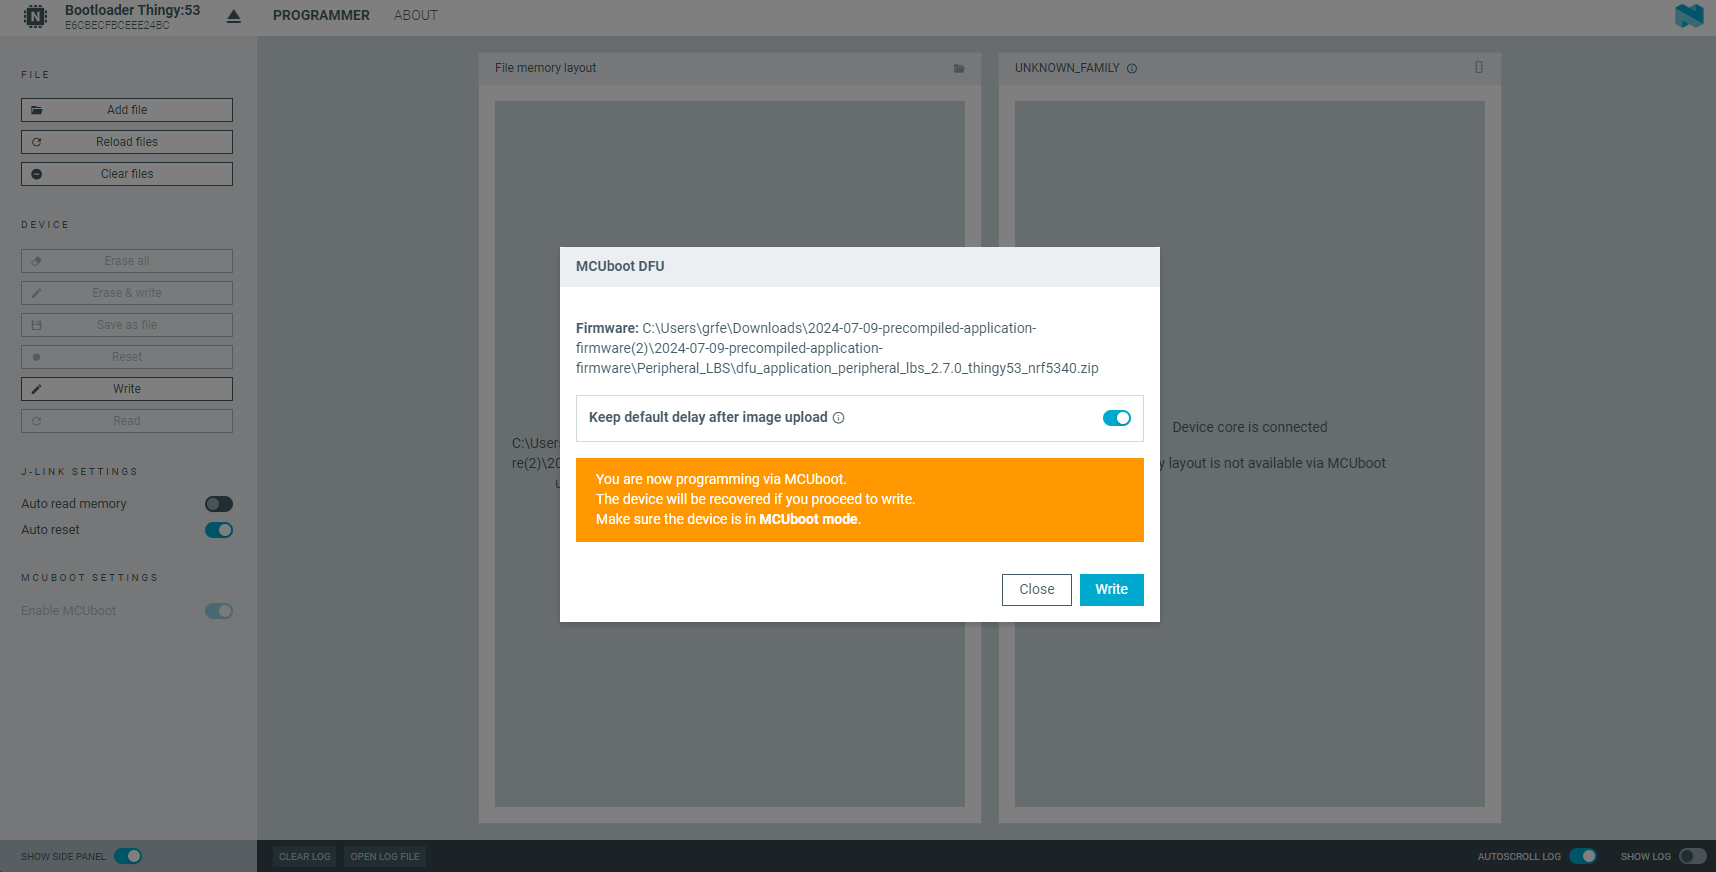 Bootloader Thingy:53
E6CBECFBCEEE24BC
PROGRAMMER
ABOUT
FILE
Add file
Reload files
Clear files
DEVICE
Erase all
Erase & write
Save as file
Reset
Write
Read
J-LINK SETTINGS
Auto read memory
Auto reset
MCUBOOT SETTINGS
Enable MCUboot
SHOW SIDE PANEL
File memory layout
C:\Users
re(2)\20
UNKNOWN_FAMILY
Device core is connected
y layout is not available via MCUboot
MCUboot DFU
Firmware: C:\Users\grfe\Downloads\2024-07-09-precompiled-application-
firmware(2)\2024-07-09-precompiled-application-
firmware\Peripheral_LBS\dfu_application_peripheral_lbs_2.7.0_thingy53_nrf5340.zip
Keep default delay after image upload
You are now programming via MCUboot.
The device will be recovered if you proceed to write.
Make sure the device is in MCUboot mode.
Close
Write
CLEAR LOG
OPEN LOG FILE
AUTOSCROLL LOG
SHOW LOG